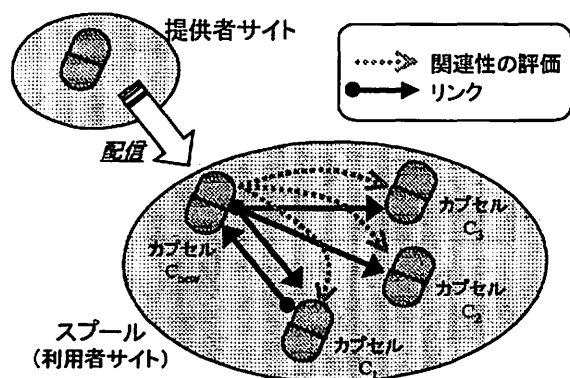 提供者サイト
関連性の評価
リンク
配信
カプセル
C₃
カプセル
Cnew
カプセル
C₂
スプール
(利用者サイト)
カプセル
C₁